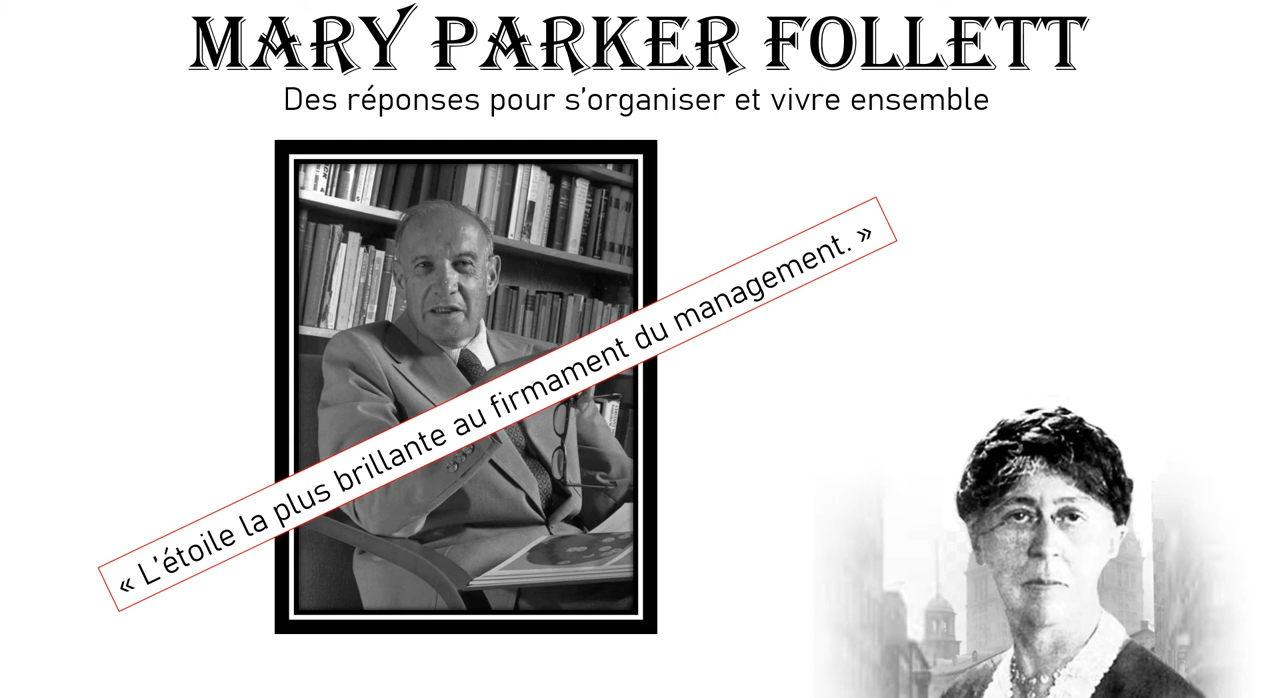 MARY PARKER FOLLETT
Des réponses pour s’organiser et vivre ensemble
« L’étoile la plus brillante au firmament du management. »